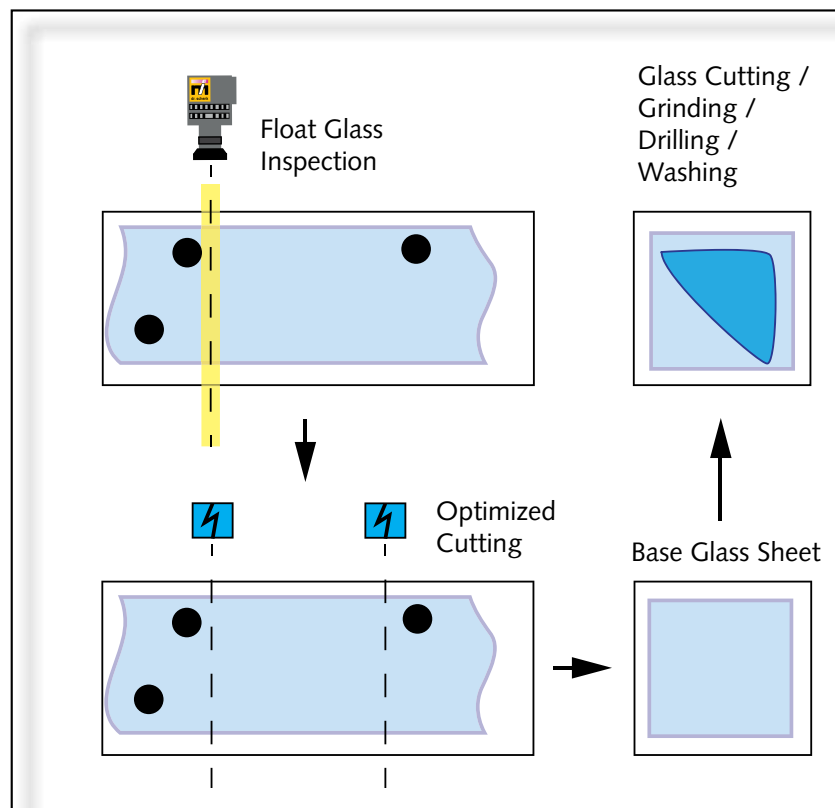 Float Glass
Inspection
Glass Cutting /
Grinding /
Drilling /
Washing
Optimized
Cutting
Base Glass Sheet